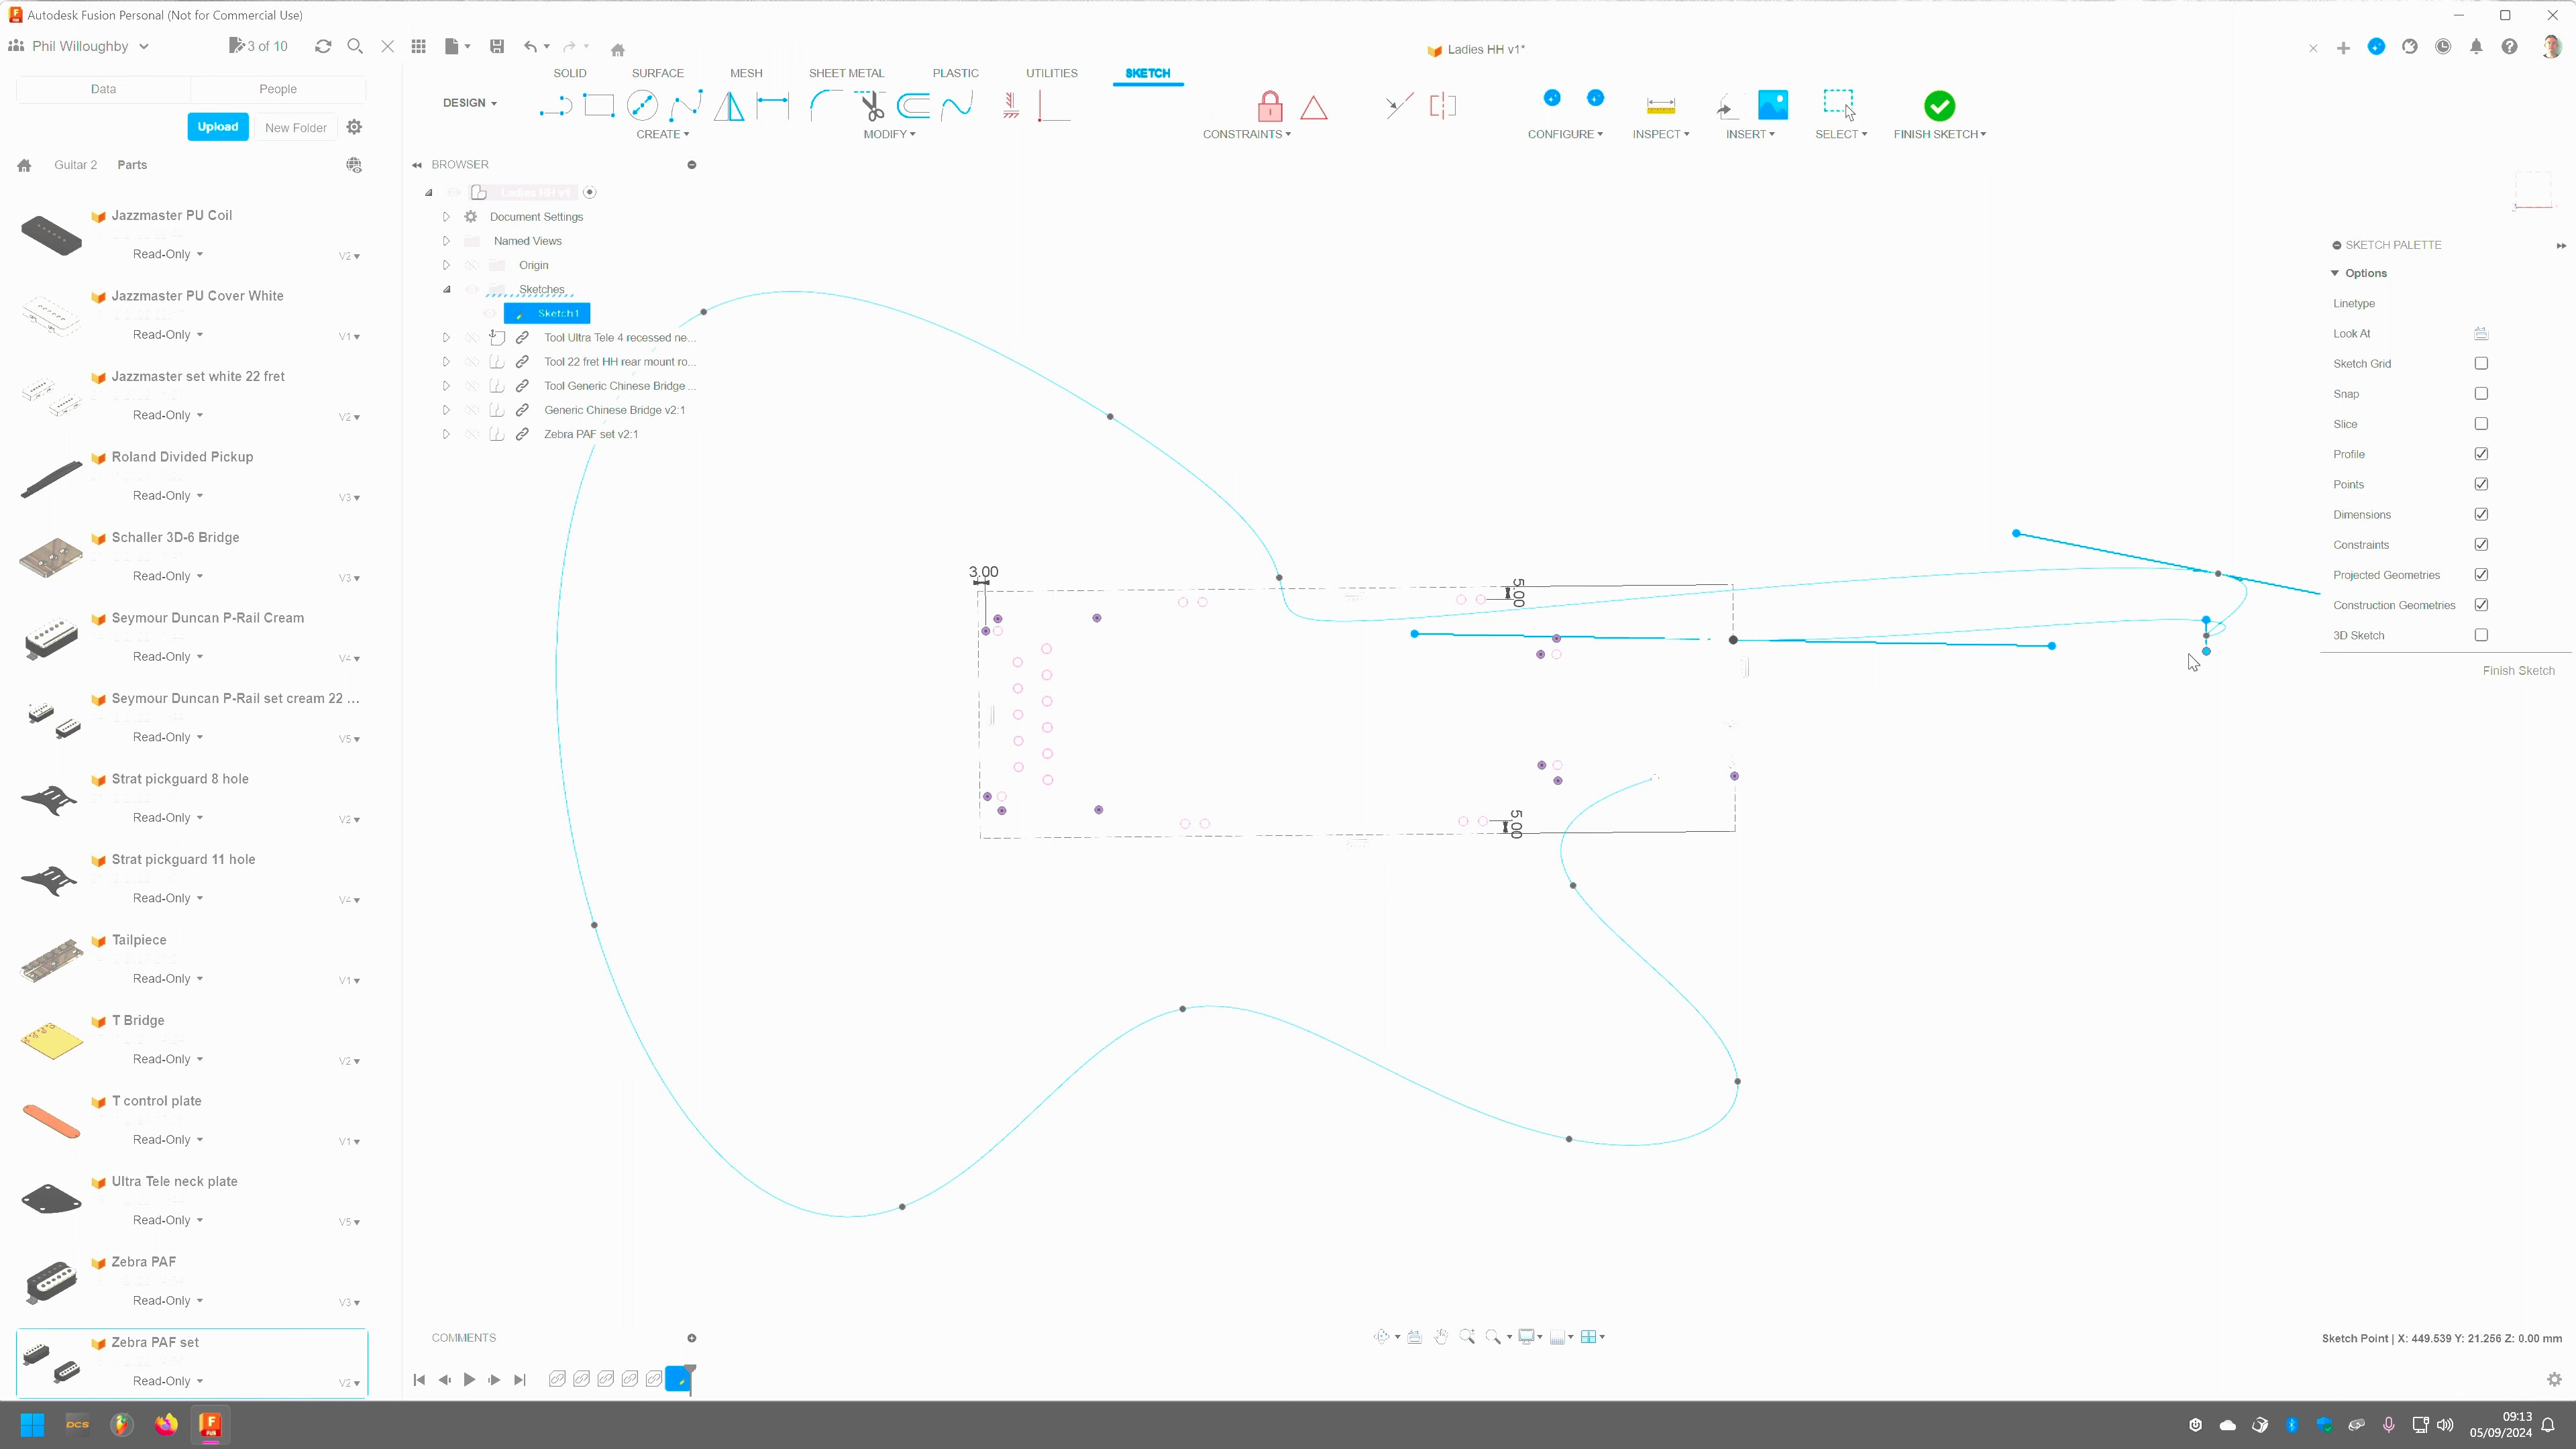 Autodesk Fusion Personal (Not for Commercial Use)
Phil Willoughby
3 of 10
Ladies HH v1*
Data
People
Upload
New Folder
Guitar 2
Parts
Jazzmaster PU Coil
Read-Only
V2
Jazzmaster PU Cover White
Read-Only
V1
Jazzmaster set white 22 fret
Read-Only
V2
Roland Divided Pickup
Read-Only
V3
Schaller 3D-6 Bridge
Read-Only
V3
Seymour Duncan P-Rail Cream
Read-Only
V4
Seymour Duncan P-Rail set cream 22 ...
Read-Only
V5
Strat pickguard 8 hole
Read-Only
V2
Strat pickguard 11 hole
Read-Only
V4
Tailpiece
Read-Only
V1
T Bridge
Read-Only
V2
T control plate
Read-Only
V1
Ultra Tele neck plate
Read-Only
V5
Zebra PAF
Read-Only
V3
Zebra PAF set
Read-Only
V2
SOLID
SURFACE
MESH
SHEET METAL
PLASTIC
UTILITIES
SKETCH
DESIGN
CREATE
MODIFY
CONSTRAINTS
CONFIGURE
INSPECT
INSERT
SELECT
FINISH SKETCH
BROWSER
Ladies HH v1
Document Settings
Named Views
Origin
Sketches
Sketch1
Tool Ultra Tele 4 recessed ne...
Tool 22 fret HH rear mount ro...
Tool Generic Chinese Bridge ...
Generic Chinese Bridge v2:1
Zebra PAF set v2:1
3.00
5.00
5.00
SKETCH PALETTE
Options
Linetype
Look At
Sketch Grid
Snap
Slice
Profile
Points
Dimensions
Constraints
Projected Geometries
Construction Geometries
3D Sketch
Finish Sketch
COMMENTS
Sketch Point | X: 449.539 Y: 21.256 Z: 0.00 mm
DCS
F
FUS
09:13
05/09/2024